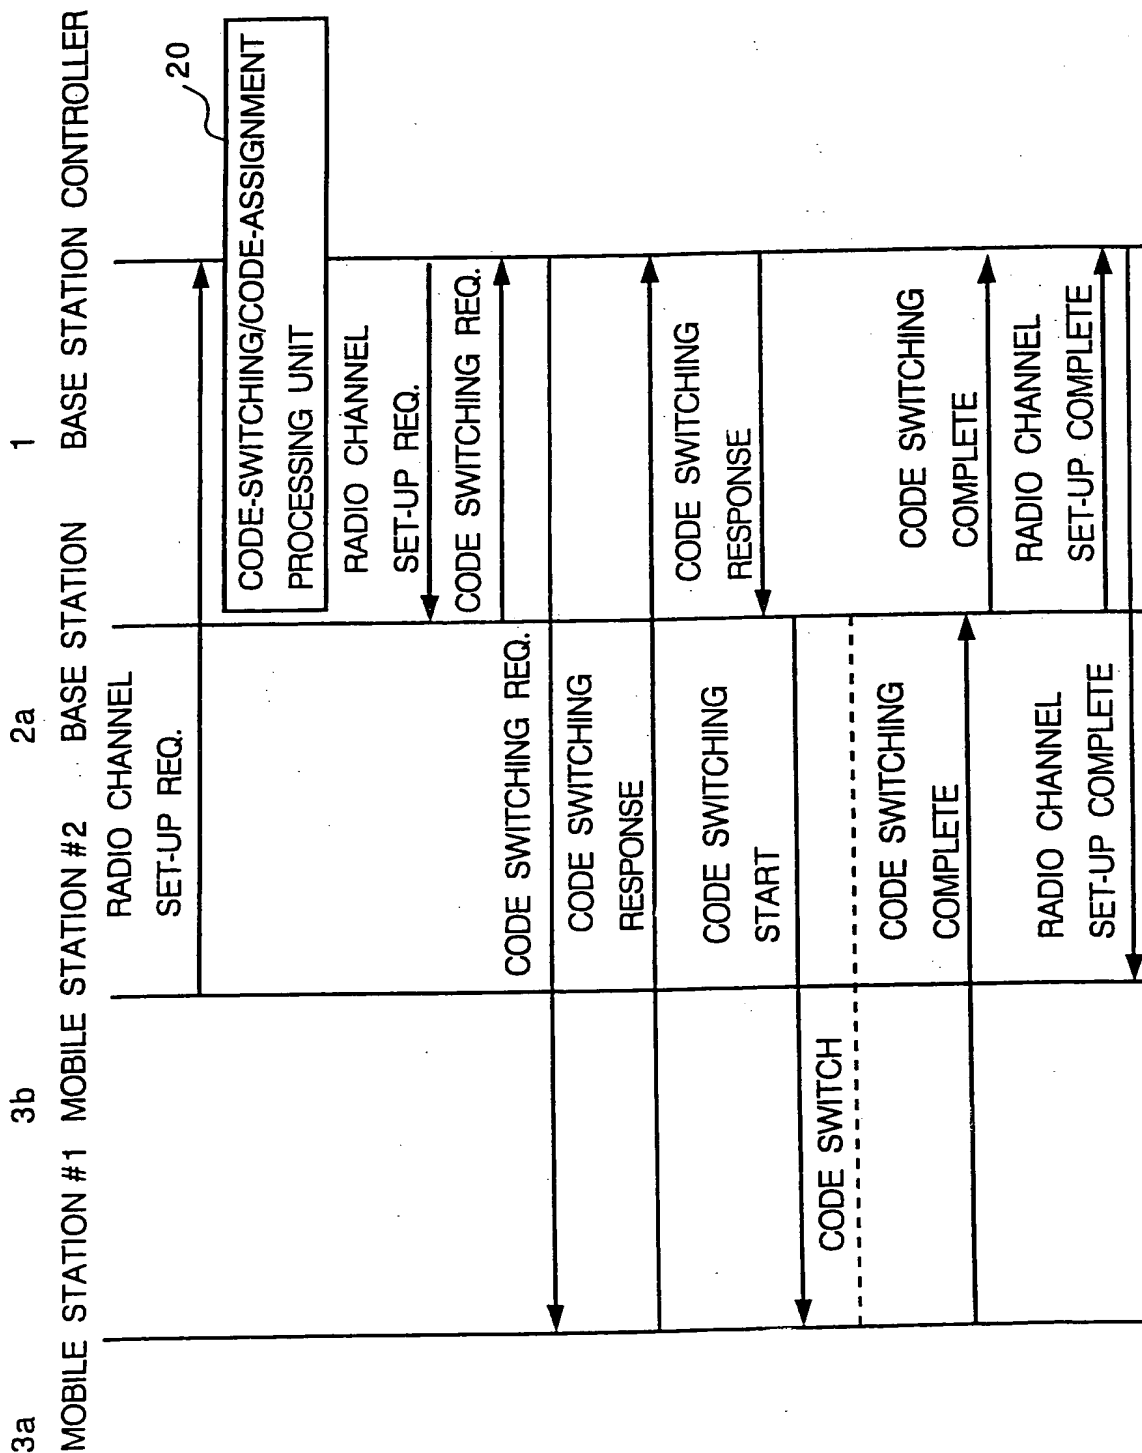 3a
3b
2a
1
MOBILE STATION #1
MOBILE STATION #2
BASE STATION
BASE STATION CONTROLLER
RADIO CHANNEL
SET-UP REQ.
20
CODE-SWITCHING/CODE-ASSIGNMENT
PROCESSING UNIT
RADIO CHANNEL
SET-UP REQ.
CODE SWITCHING REQ.
CODE SWITCHING REQ.
CODE SWITCHING
RESPONSE
CODE SWITCHING
RESPONSE
CODE SWITCHING
START
CODE SWITCH
CODE SWITCHING
COMPLETE
CODE SWITCHING
COMPLETE
RADIO CHANNEL
SET-UP COMPLETE
RADIO CHANNEL
SET-UP COMPLETE